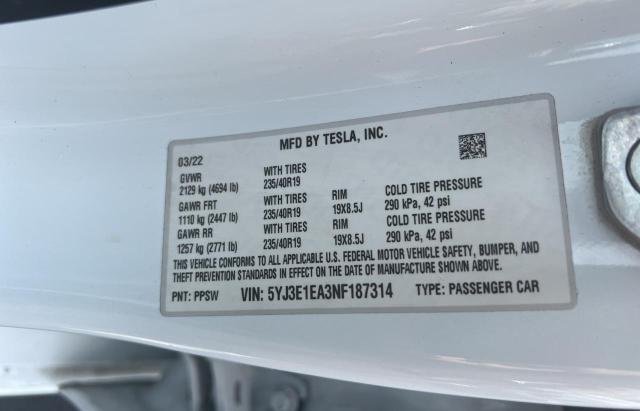 MFD BY TESLA, INC.
03/22
GVWR WITH TIRES
2129 kg (4694 lb) 235/40R19
GAWR FRT WITH TIRES RIM COLD TIRE PRESSURE
1110 kg (2447 lb) 235/40R19 19X8.5J 290 kPa, 42 psi
GAWR RR WITH TIRES RIM COLD TIRE PRESSURE
1257 kg (2771 lb) 235/40R19 19X8.5J 290 kPa, 42 psi
THIS VEHICLE CONFORMS TO ALL APPLICABLE U.S. FEDERAL MOTOR VEHICLE SAFETY, BUMPER, AND
THEFT PREVENTION STANDARDS IN EFFECT ON THE DATE OF MANUFACTURE SHOWN ABOVE.
PNT: PPSW VIN: 5YJ3E1EA3NF187314 TYPE: PASSENGER CAR